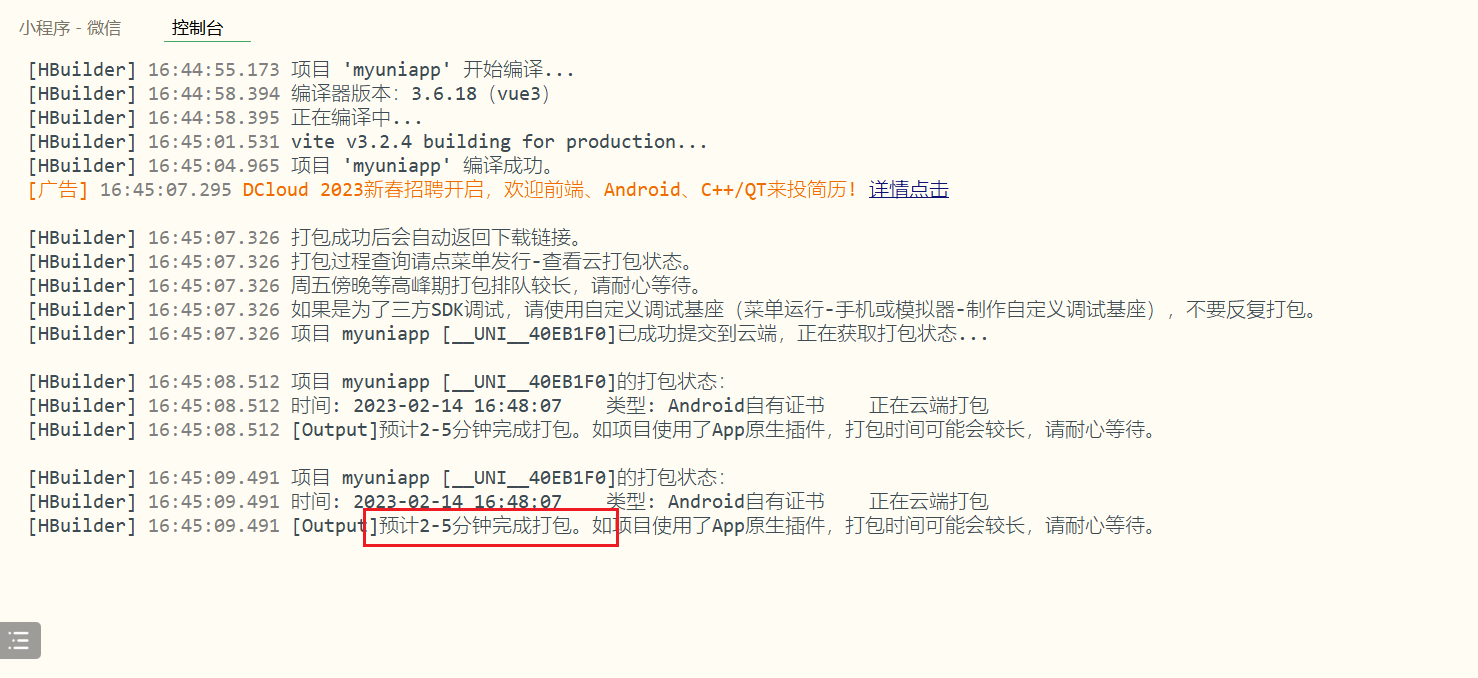 小程序 - 微信 控制台
[HBuilder] 16:44:55.173 项目 'myuniapp' 开始编译...
[HBuilder] 16:44:58.394 编译器版本：3.6.18（vue3）
[HBuilder] 16:44:58.395 正在编译中...
[HBuilder] 16:45:01.531 vite v3.2.4 building for production...
[HBuilder] 16:45:04.965 项目 'myuniapp' 编译成功。
[广告] 16:45:07.295 DCloud 2023新春招聘开启，欢迎前端、Android、C++/QT来投简历！详情点击
[HBuilder] 16:45:07.326 打包成功后会自动返回下载链接。
[HBuilder] 16:45:07.326 打包过程查询请点菜单发行-查看云打包状态。
[HBuilder] 16:45:07.326 周五傍晚等高峰期打包排队较长，请耐心等待。
[HBuilder] 16:45:07.326 如果是为了三方SDK调试，请使用自定义调试基座（菜单运行-手机或模拟器-制作自定义调试基座），不要反复打包。
[HBuilder] 16:45:07.326 项目 myuniapp [__UNI__40EB1F0]已成功提交到云端，正在获取打包状态...
[HBuilder] 16:45:08.512 项目 myuniapp [__UNI__40EB1F0]的打包状态：
[HBuilder] 16:45:08.512 时间: 2023-02-14 16:48:07 类型: Android自有证书 正在云端打包
[HBuilder] 16:45:08.512 [Output]预计2-5分钟完成打包。如项目使用了App原生插件，打包时间可能会较长，请耐心等待。
[HBuilder] 16:45:09.491 项目 myuniapp [__UNI__40EB1F0]的打包状态：
[HBuilder] 16:45:09.491 时间: 2023-02-14 16:48:07 类型: Android自有证书 正在云端打包
[HBuilder] 16:45:09.491 [Output]预计2-5分钟完成打包。如项目使用了App原生插件，打包时间可能会较长，请耐心等待。